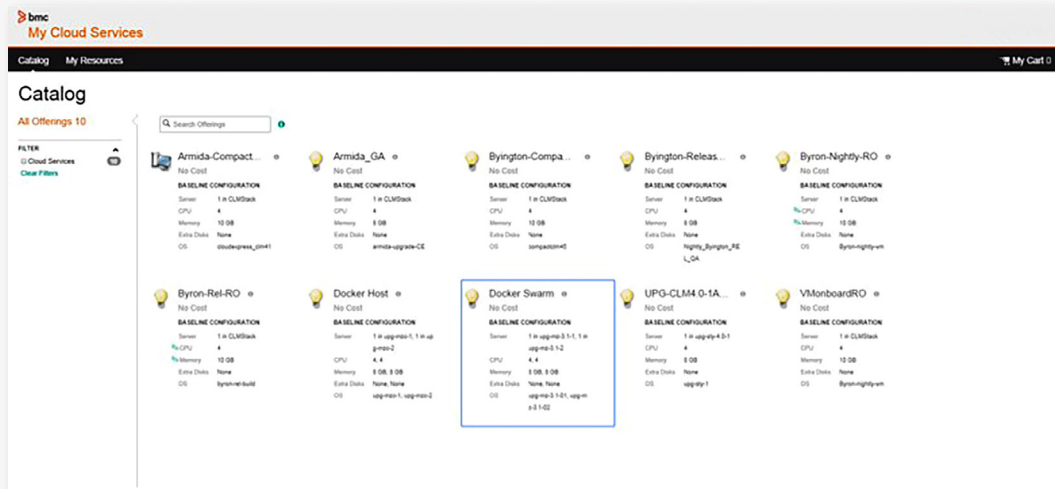 bmc
My Cloud Services
Catalog My Resources My Cart 0
Catalog
All Offerings 10
Search Offerings
FILTER
Cloud Services 10
Clear Filters
Armida-Compact...
No Cost
BASELINE CONFIGURATION
Server 1 in CLMStack
CPU 4
Memory 10 GB
Extra Disks None
OS
Armida_GA
No Cost
BASELINE CONFIGURATION
Server 1 in CLMStack
CPU 4
Memory 8 GB
Extra Disks None
OS armida-upgrade-CE
Byington-Compa...
No Cost
BASELINE CONFIGURATION
Server 1 in CLMStack
CPU 4
Memory 10 GB
Extra Disks None
OS
Byington-Releas...
No Cost
BASELINE CONFIGURATION
Server 1 in CLMStack
CPU 4
Memory 8 GB
Extra Disks None
OS Nightly_Byington_RE
L_GA
Byron-Nightly-RO
No Cost
BASELINE CONFIGURATION
Server 1 in CLMStack
CPU 4
Memory 10 GB
Extra Disks None
OS Byron-nightly-vm
Byron-Rel-RO
No Cost
BASELINE CONFIGURATION
Server 1 in CLMStack
CPU 4
Memory 10 GB
Extra Disks None
OS byron-rel-build
Docker Host
No Cost
BASELINE CONFIGURATION
Server
CPU 4, 4
Memory 8 GB, 8 GB
Extra Disks None, None
OS
Docker Swarm
No Cost
BASELINE CONFIGURATION
Server
CPU 4, 4
Memory 8 GB, 8 GB
Extra Disks None, None
OS
UPG-CLM4.0-1A...
No Cost
BASELINE CONFIGURATION
Server
CPU 4
Memory 8 GB
Extra Disks None
OS
VMonboardRO
No Cost
BASELINE CONFIGURATION
Server 1 in CLMStack
CPU 4
Memory 10 GB
Extra Disks None
OS Byron-nightly-vm